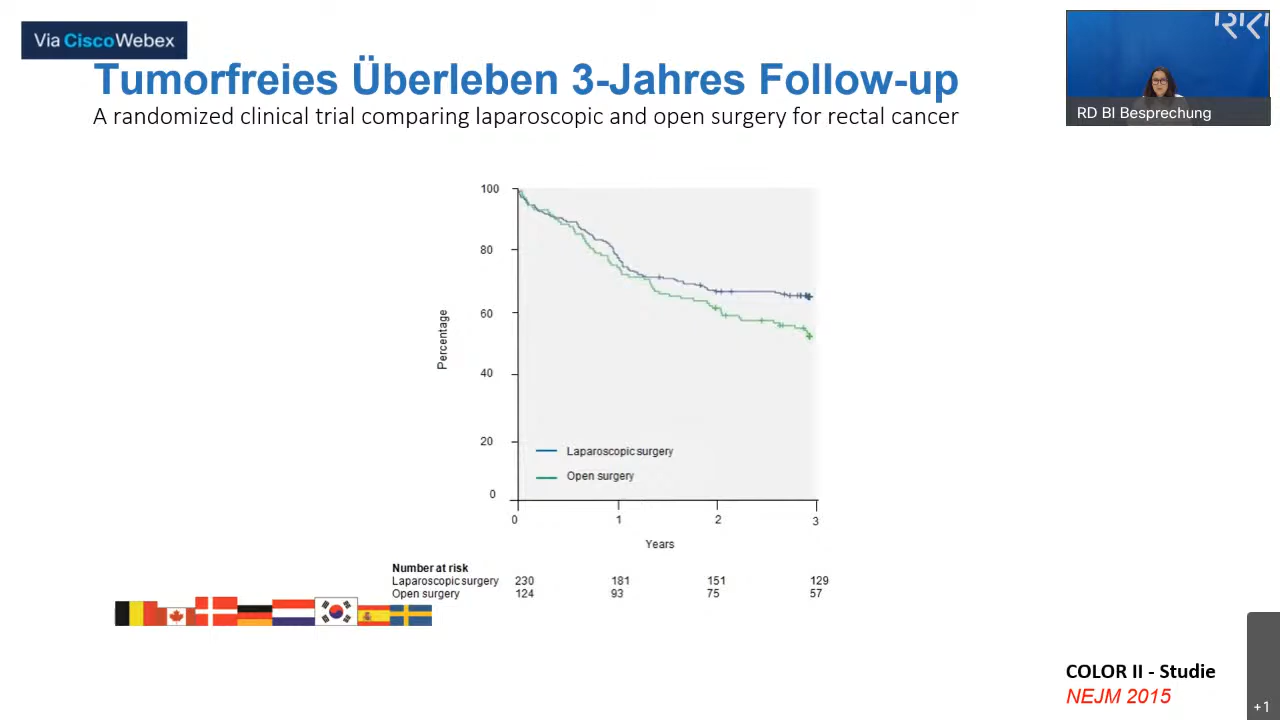 Via CiscoWebex
RKI
Tumorfreies Überleben 3-Jahres Follow-up
A randomized clinical trial comparing laparoscopic and open surgery for rectal cancer
RD BI Besprechung
100
80
60
40
20
0
Percentage
Laparoscopic surgery
Open surgery
0 1 2 3
Years
Number at risk
Laparoscopic surgery 230 181 151 129
Open surgery 124 93 75 57
COLOR II - Studie
NEJM 2015
+1